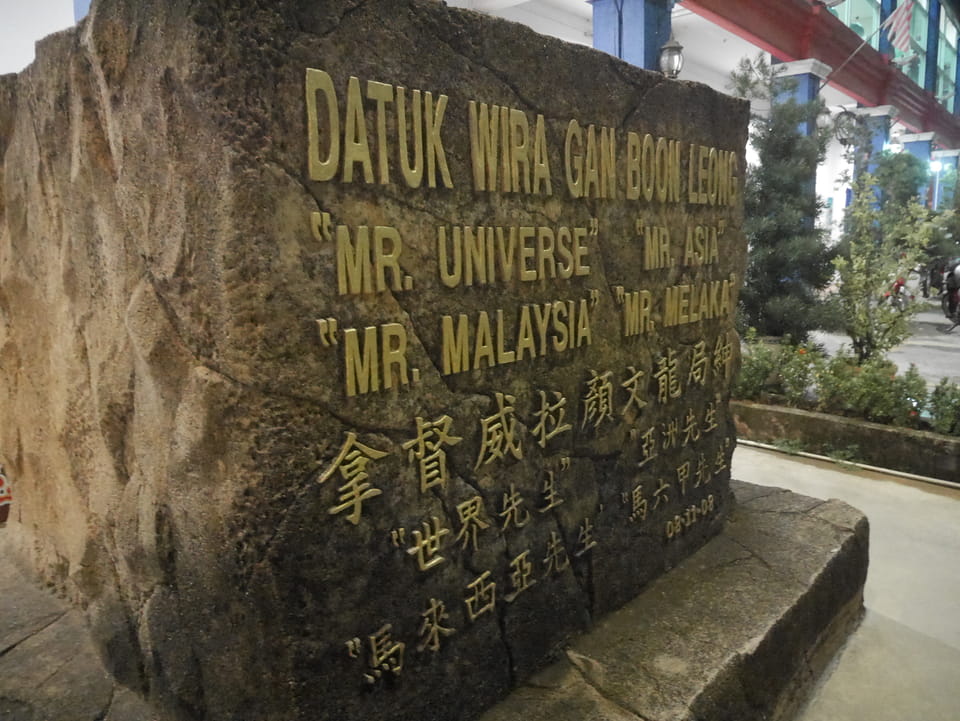 DATUK WIRA GAN BOON LEONG
"MR. UNIVERSE" "MR. ASIA"
"MR. MALAYSIA" "MR. MELAKA"
拿督威拉顏文龍局紳
"世界先生" "亞洲先生"
"馬來西亞先生" "馬六甲先生"
08-11-08